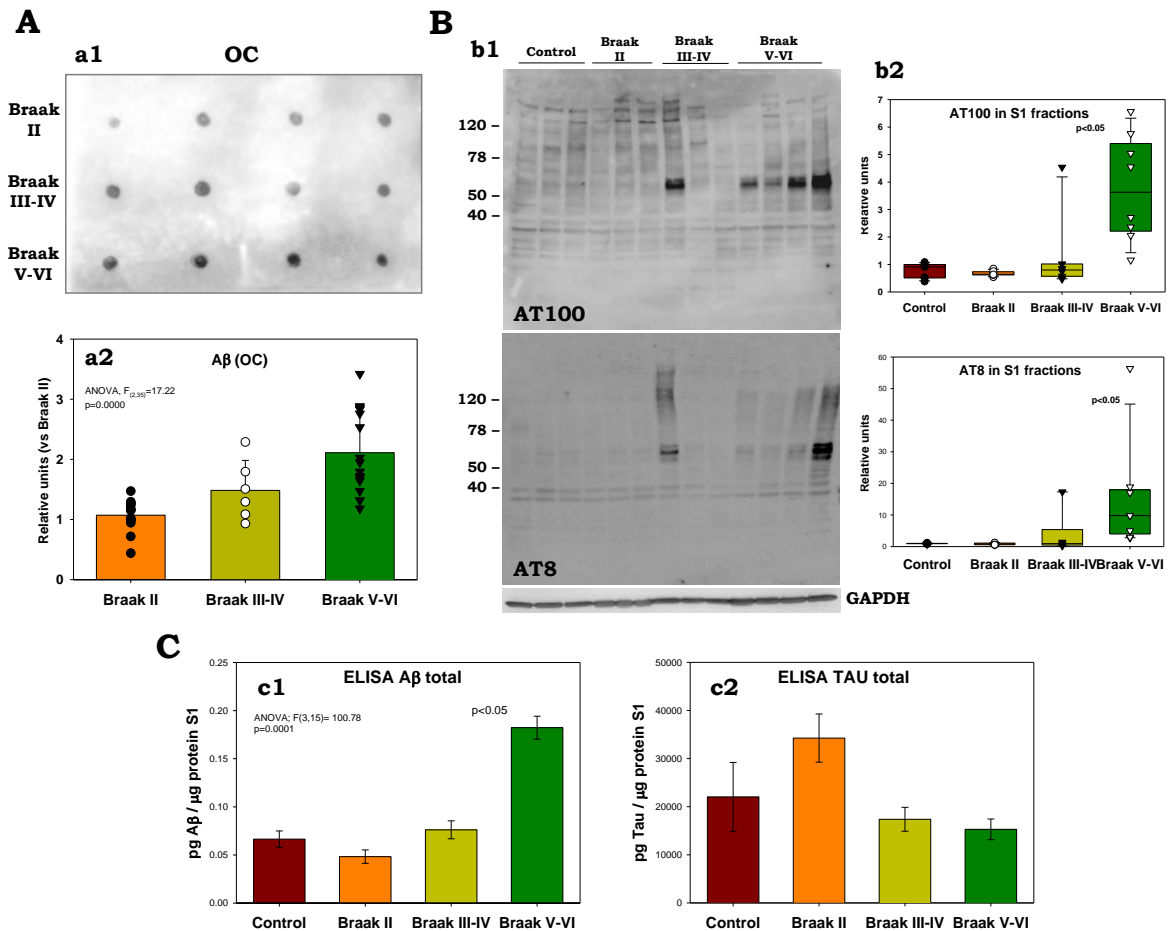 A
a1
OC
Braak
II
Braak
III-IV
Braak
V-VI
a2
Aβ (OC)
ANOVA, F(2,35)=17.22
p=0.0000
Relative units (vs Braak II)
4
3
2
1
0
Braak II
Braak III-IV
Braak V-VI
B
b1
Control
Braak
II
Braak
III-IV
Braak
V-VI
120 –
78 –
50 –
40 –
AT100
120 –
78 –
50 –
40 –
AT8
GAPDH
b2
AT100 in S1 fractions
p<0.05
Relative units
7
6
5
4
3
2
1
0
Control
Braak II
Braak III-IV
Braak V-VI
AT8 in S1 fractions
p<0.05
Relative units
60
50
40
30
20
10
0
Control
Braak II
Braak III-IV
Braak V-VI
C
c1
ELISA Aβ total
ANOVA; F(3,15)= 100.78
p=0.0001
p<0.05
pg Aβ / µg protein S1
0.25
0.20
0.15
0.10
0.05
0.00
Control
Braak II
Braak III-IV
Braak V-VI
c2
ELISA TAU total
pg Tau / µg protein S1
50000
40000
30000
20000
10000
0
Control
Braak II
Braak III-IV
Braak V-VI